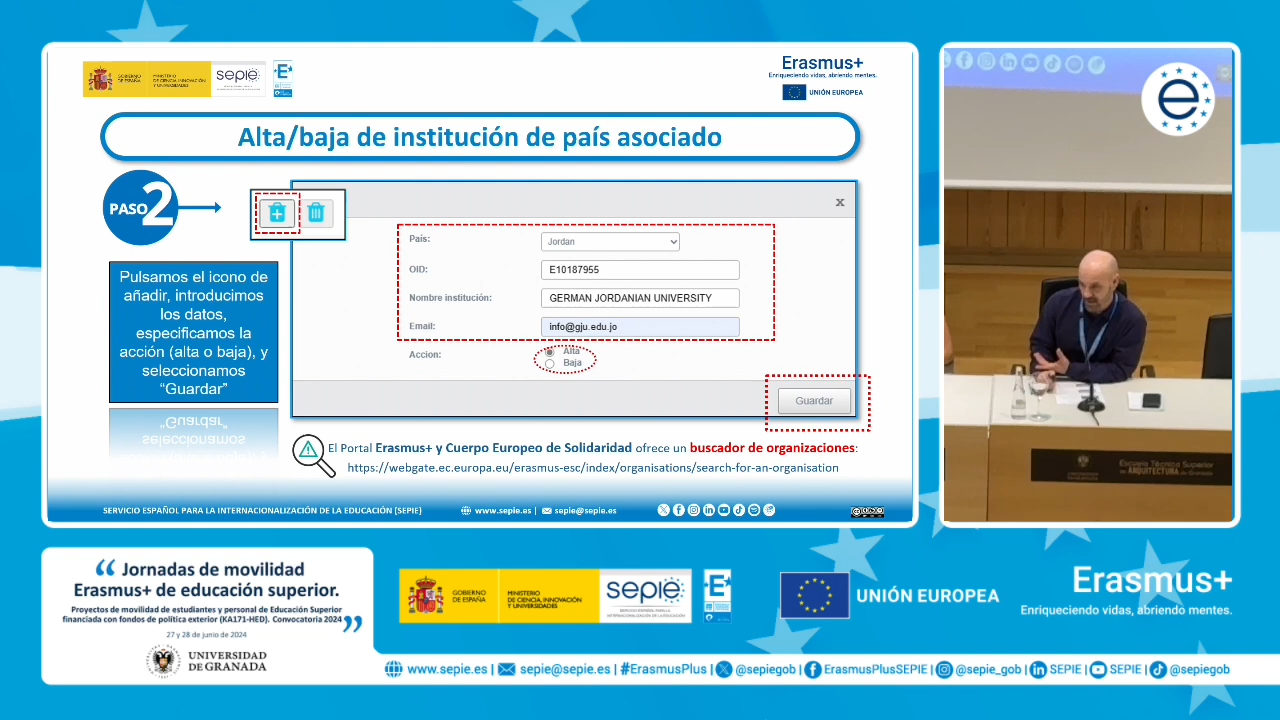 GOBIERNO
DE ESPAÑA
MINISTERIO
DE CIENCIA, INNOVACIÓN
Y UNIVERSIDADES
sepie
Erasmus+
Enriqueciendo vidas, abriendo mentes.
UNIÓN EUROPEA
Alta/baja de institución de país asociado
PASO 2
Pulsamos el icono de
añadir, introducimos
los datos,
especificamos la
acción (alta o baja), y
seleccionamos
“Guardar”
x
País:
Jordan
OID:
E10187955
Nombre institución:
GERMAN JORDANIAN UNIVERSITY
Email:
info@gju.edu.jo
Accion:
Alta
Baja
Guardar
El Portal Erasmus+ y Cuerpo Europeo de Solidaridad ofrece un buscador de organizaciones:
https://webgate.ec.europa.eu/erasmus-esc/index/organisations/search-for-an-organisation
SERVICIO ESPAÑOL PARA LA INTERNACIONALIZACIÓN DE LA EDUCACIÓN (SEPIE)
www.sepie.es |
sepie@sepie.es
e
Escuela Técnica Superior
de ARQUITECTURA de Granada
“ Jornadas de movilidad
Erasmus+ de educación superior.
Proyectos de movilidad de estudiantes y personal de Educación Superior
financiada con fondos de política exterior (KA171-HED). Convocatoria 2024 ”
27 y 28 de junio de 2024
UNIVERSIDAD
DE GRANADA
GOBIERNO
DE ESPAÑA
MINISTERIO
DE CIENCIA, INNOVACIÓN
Y UNIVERSIDADES
sepie
SERVICIO ESPAÑOL PARA LA
INTERNACIONALIZACIÓN DE LA EDUCACIÓN
E
UNIÓN EUROPEA
Erasmus+
Enriqueciendo vidas, abriendo mentes.
www.sepie.es | sepie@sepie.es | #ErasmusPlus | @sepiegob | ErasmusPlusSEPIE | @sepie_gob | SEPIE | SEPIE | @sepiegob